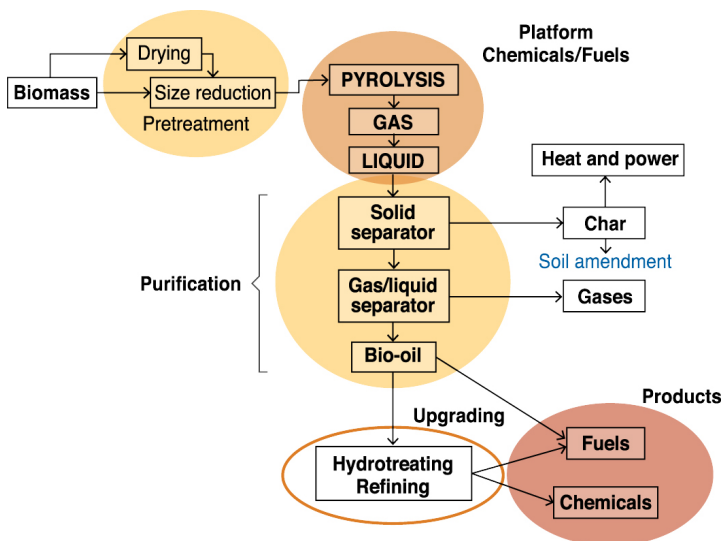 Platform
Chemicals/Fuels
Drying
Biomass
Size reduction
Pretreatment
PYROLYSIS
GAS
LIQUID
Heat and power
Solid
separator
Char
Soil amendment
Purification
Gas/liquid
separator
Gases
Bio-oil
Upgrading
Products
Hydrotreating
Refining
Fuels
Chemicals